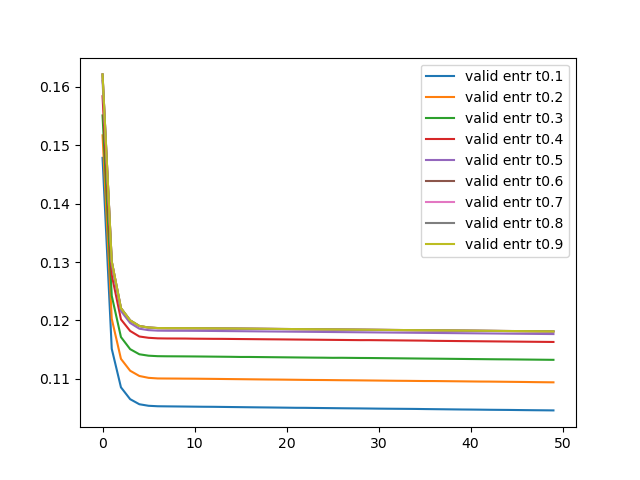 0.16
0.15
0.14
0.13
0.12
0.11
0
10
20
30
40
50
valid entr t0.1
valid entr t0.2
valid entr t0.3
valid entr t0.4
valid entr t0.5
valid entr t0.6
valid entr t0.7
valid entr t0.8
valid entr t0.9